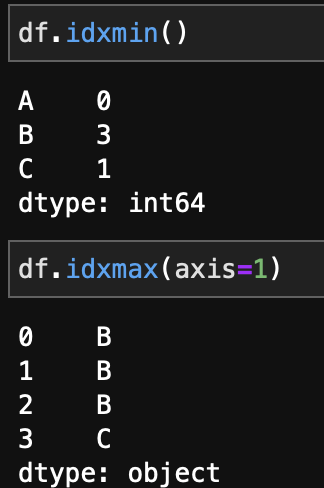 df.idxmin()
A    0
B    3
C    1
dtype: int64
df.idxmax(axis=1)
0    B
1    B
2    B
3    C
dtype: object